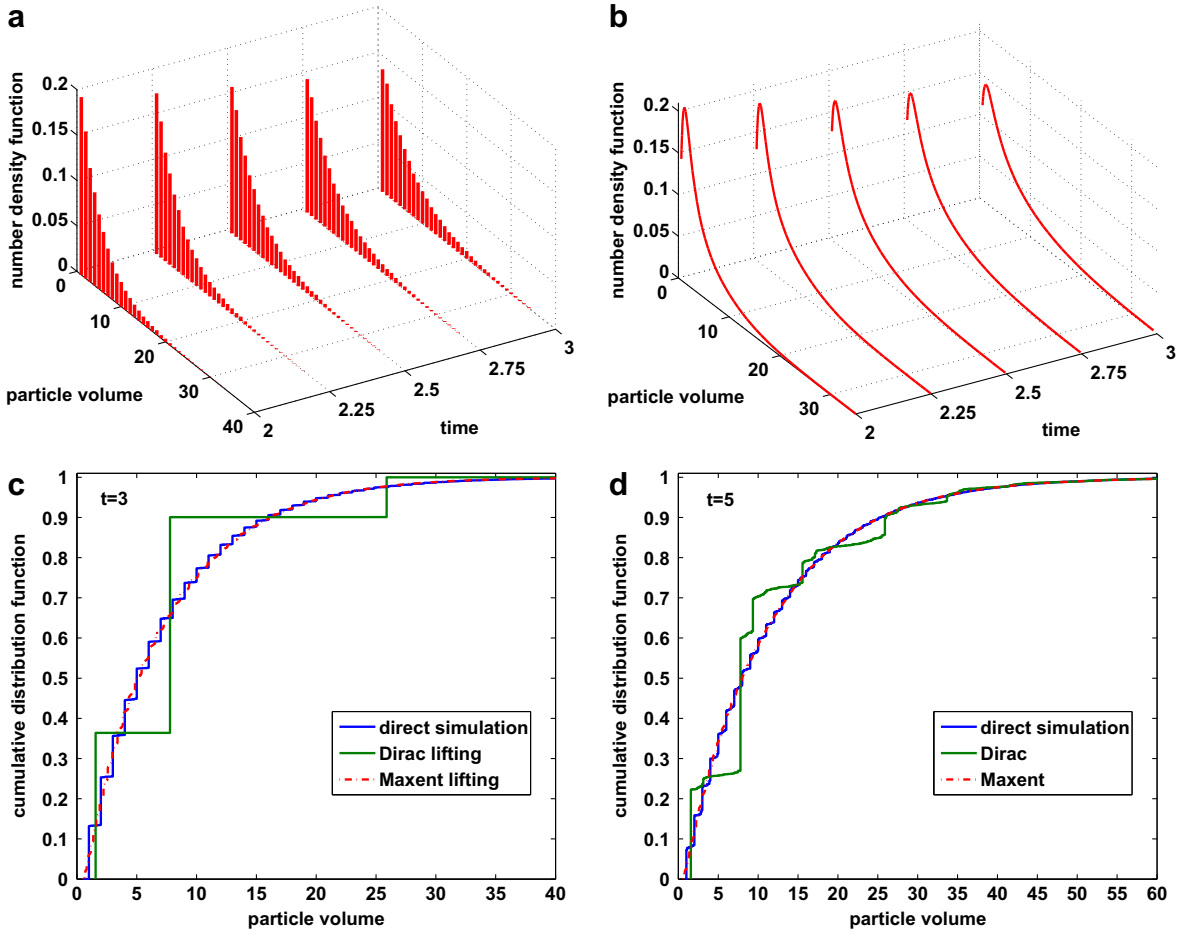 a
number density function
0.2
0.15
0.1
0.05
0
0
10
20
30
40
particle volume
2
2.25
2.5
2.75
3
time
b
number density function
0.2
0.15
0.1
0.05
0
0
10
20
30
particle volume
2
2.25
2.5
2.75
3
time
c
t=3
cumulative distribution function
1
0.9
0.8
0.7
0.6
0.5
0.4
0.3
0.2
0.1
0
direct simulation
Dirac lifting
Maxent lifting
0 5 10 15 20 25 30 35 40
particle volume
d
t=5
cumulative distribution function
1
0.9
0.8
0.7
0.6
0.5
0.4
0.3
0.2
0.1
0
direct simulation
Dirac
Maxent
0 5 10 15 20 25 30 35 40 45 50 55 60
particle volume